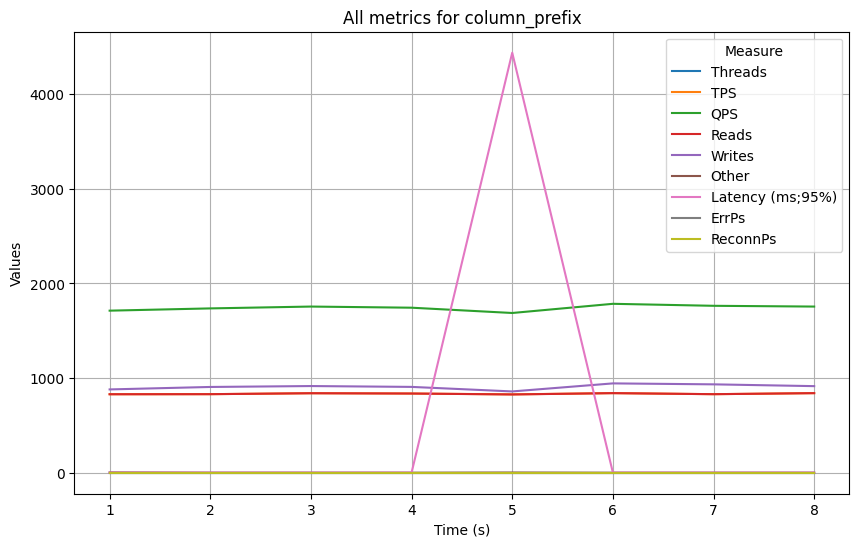 All metrics for column_prefix
Measure
Threads
TPS
QPS
Reads
Writes
Other
Latency (ms;95%)
ErrPs
ReconnPs
Values
4000
3000
2000
1000
0
1 2 3 4 5 6 7 8
Time (s)